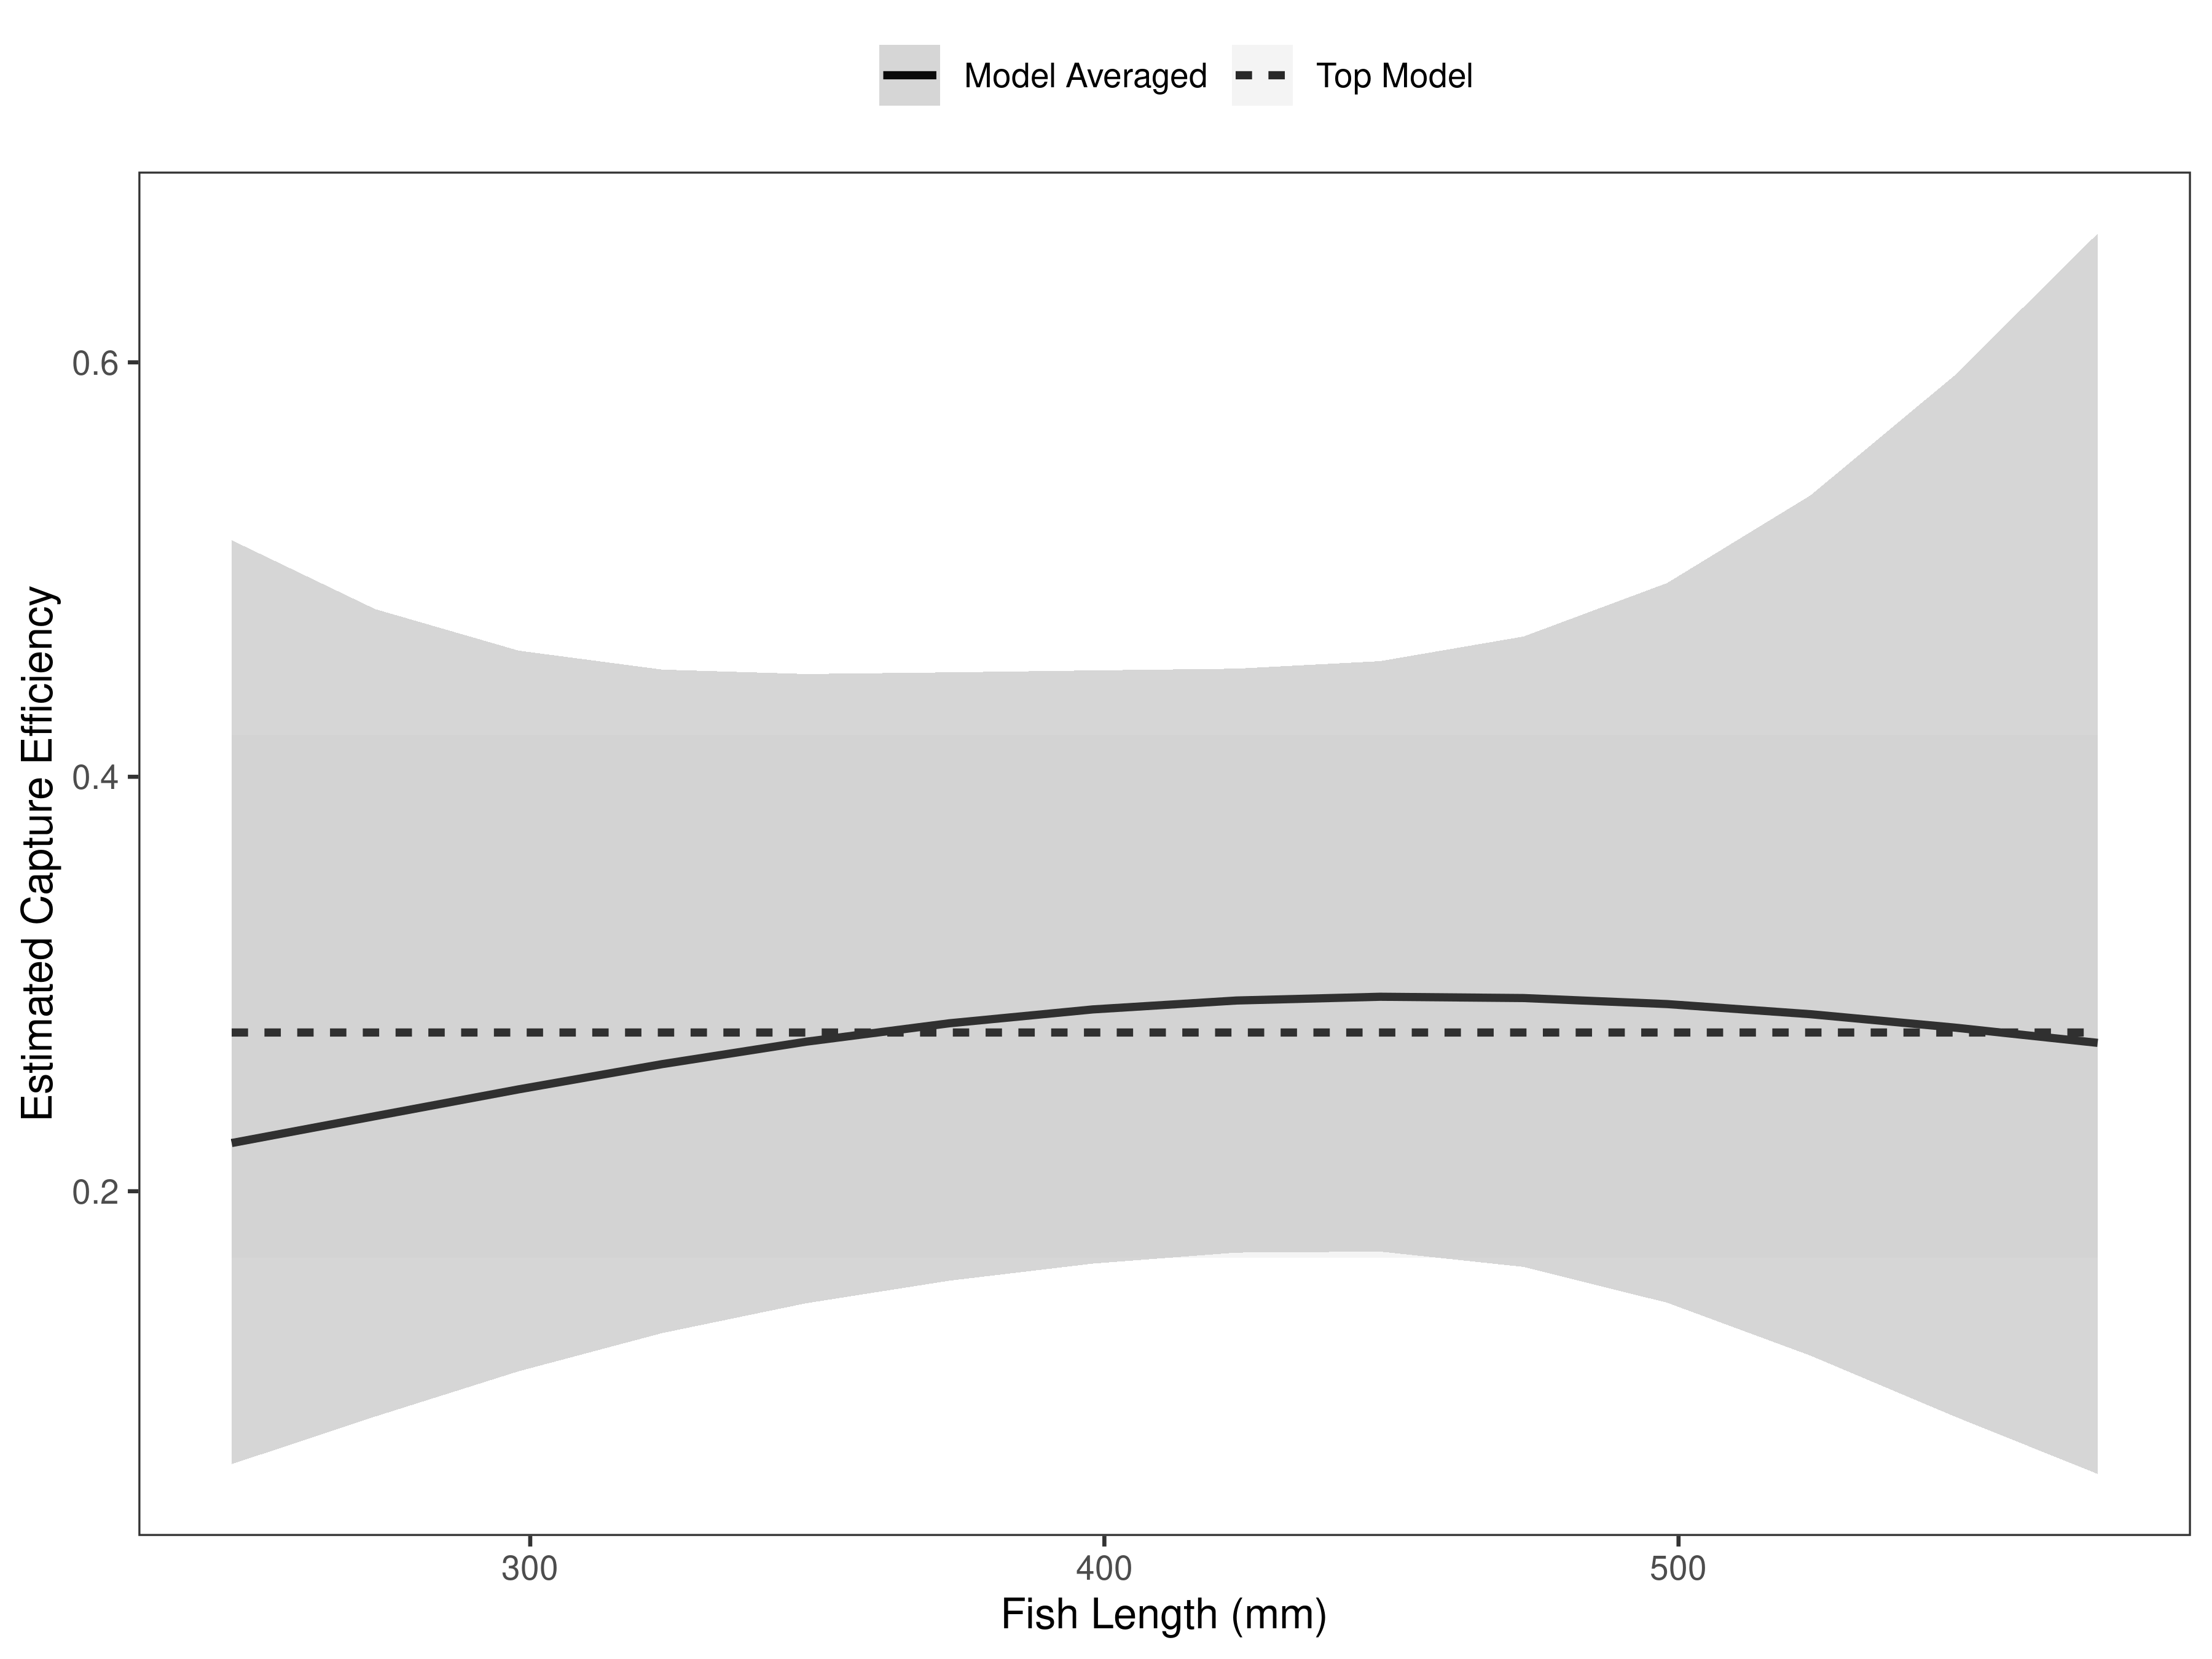 Model Averaged Top Model
Estimated Capture Efficiency
0.6
0.4
0.2
300 400 500
Fish Length (mm)